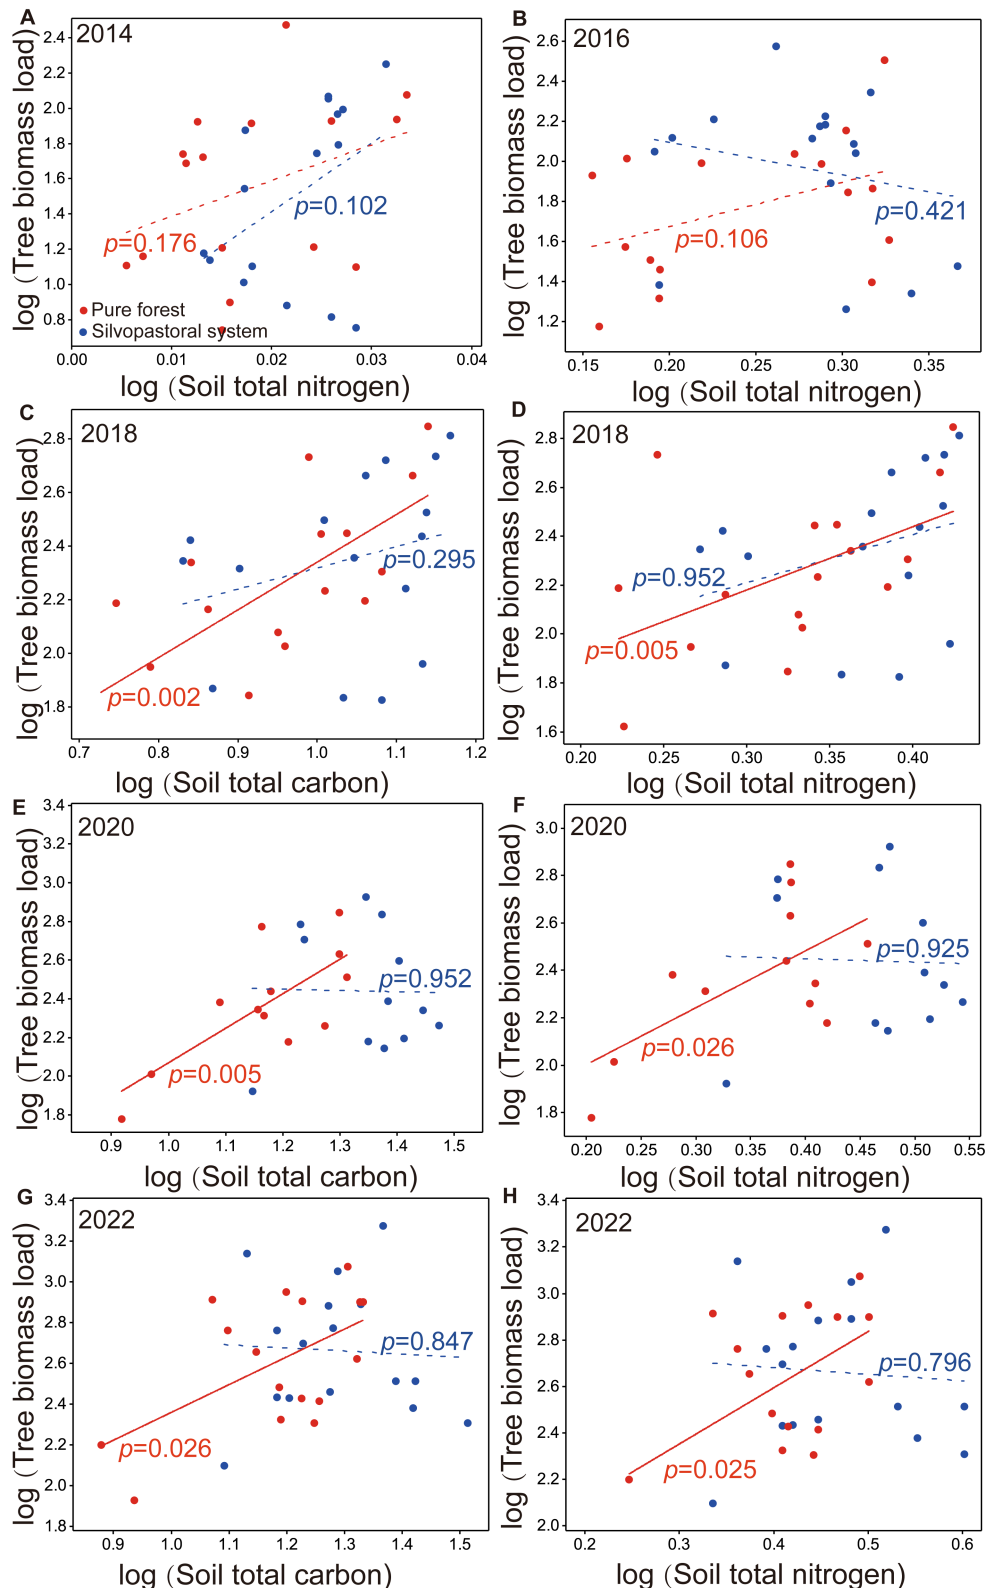 A
2014
log (Tree biomass load)
2.4
2.2
2.0
1.8
1.6
1.4
1.2
1.0
0.8
p=0.102
p=0.176
Pure forest
Silvopastoral system
0.00 0.01 0.02 0.03 0.04
log (Soil total nitrogen)
B
2016
log (Tree biomass load)
2.6
2.4
2.2
2.0
1.8
1.6
1.4
1.2
p=0.421
p=0.106
0.15 0.20 0.25 0.30 0.35
log (Soil total nitrogen)
C
2018
log (Tree biomass load)
2.8
2.6
2.4
2.2
2.0
1.8
p=0.295
p=0.002
0.7 0.8 0.9 1.0 1.1 1.2
log (Soil total carbon)
D
2018
log (Tree biomass load)
2.8
2.6
2.4
2.2
2.0
1.8
1.6
p=0.952
p=0.005
0.20 0.25 0.30 0.35 0.40
log (Soil total nitrogen)
E
2020
log (Tree biomass load)
3.4
3.2
3.0
2.8
2.6
2.4
2.2
2.0
1.8
p=0.952
p=0.005
0.9 1.0 1.1 1.2 1.3 1.4 1.5
log (Soil total carbon)
F
2020
log (Tree biomass load)
3.0
2.8
2.6
2.4
2.2
2.0
1.8
p=0.925
p=0.026
0.20 0.25 0.30 0.35 0.40 0.45 0.50 0.55
log (Soil total nitrogen)
G
2022
log (Tree biomass load)
3.4
3.2
3.0
2.8
2.6
2.4
2.2
2.0
1.8
p=0.847
p=0.026
0.9 1.0 1.1 1.2 1.3 1.4 1.5
log (Soil total carbon)
H
2022
log (Tree biomass load)
3.4
3.2
3.0
2.8
2.6
2.4
2.2
2.0
p=0.796
p=0.025
0.2 0.3 0.4 0.5 0.6
log (Soil total nitrogen)